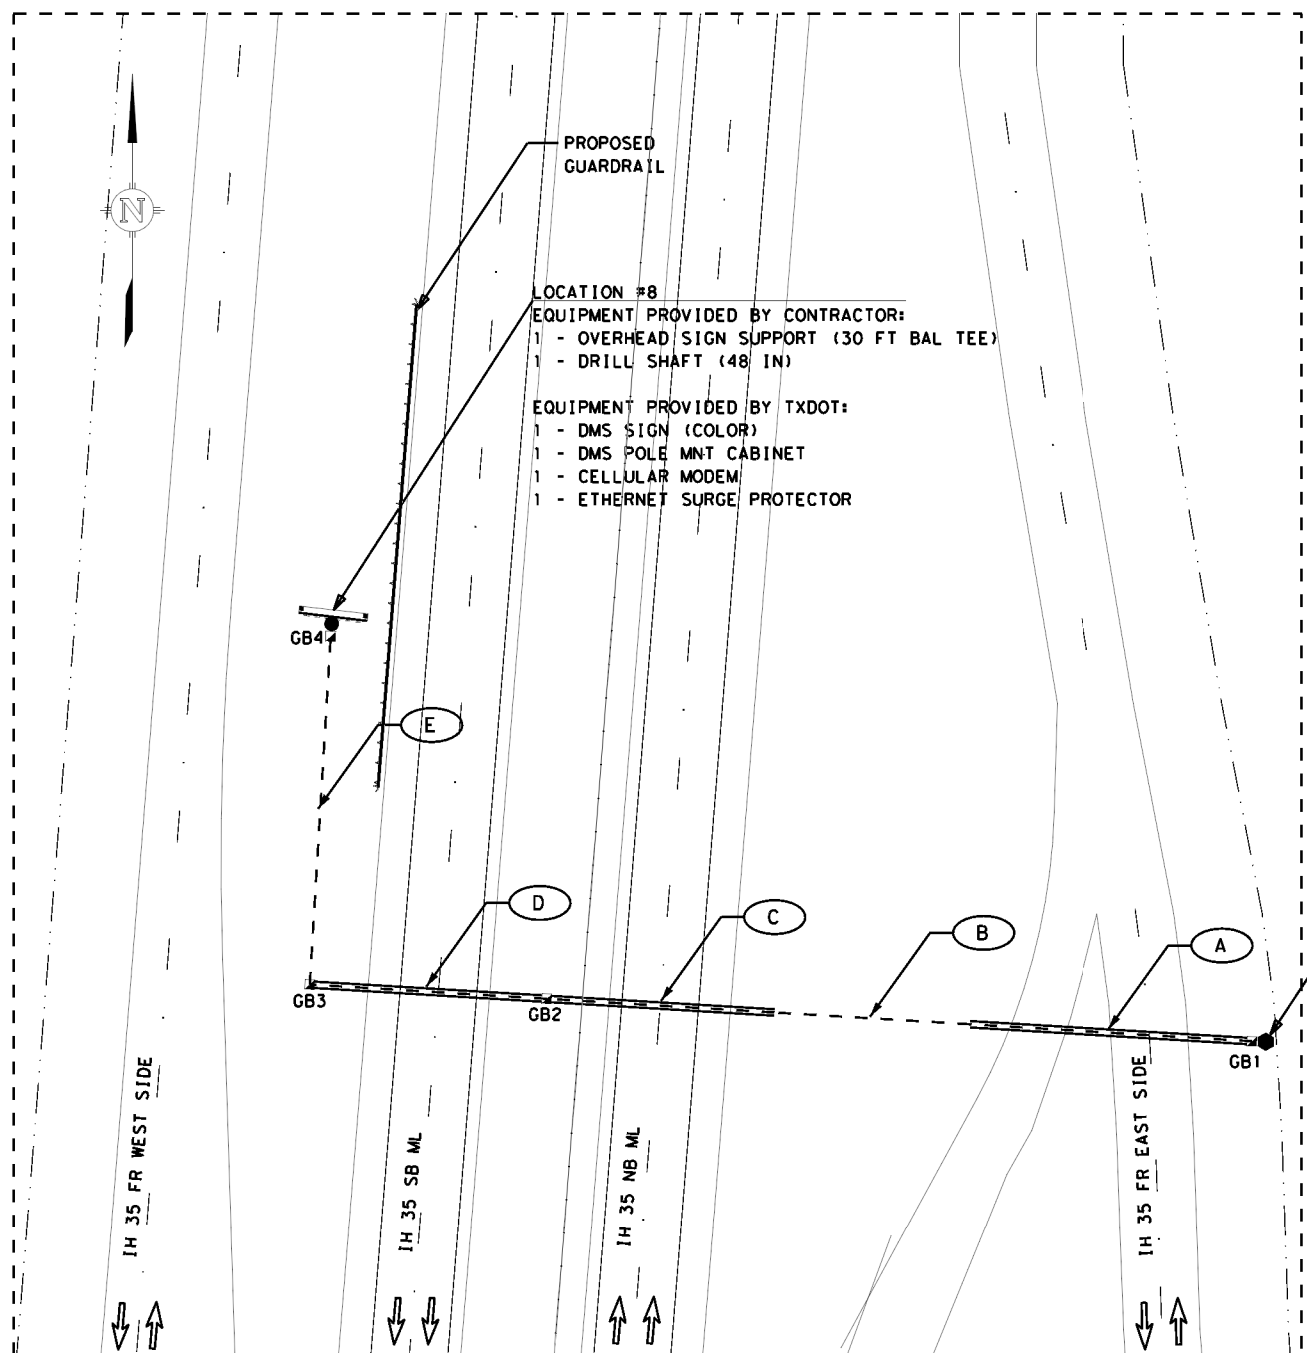 PROPOSED
GUARDRAIL
N
LOCATION #8
EQUIPMENT PROVIDED BY CONTRACTOR:
1 - OVERHEAD SIGN SUPPORT (30 FT BAL TEE)
1 - DRILL SHAFT (48 IN)
EQUIPMENT PROVIDED BY TXDOT:
1 - DMS SIGN (COLOR)
1 - DMS POLE MNT CABINET
1 - CELLULAR MODEM
1 - ETHERNET SURGE PROTECTOR
GB4
E
D
C
B
A
GB3
GB2
GB1
IH 35 FR WEST SIDE
IH 35 SB ML
IH 35 NB ML
IH 35 FR EAST SIDE